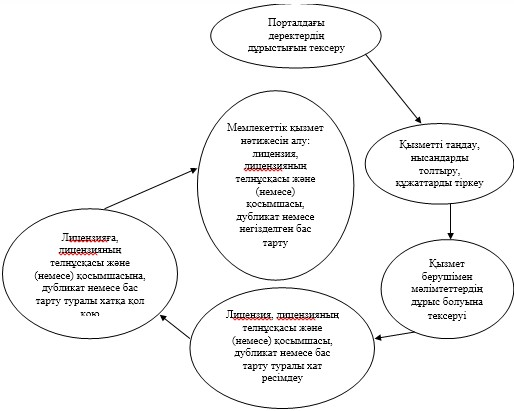 Порталдағы
деректердің
дұрыстығын тексеру
Қызметті таңдау,
нысандарды
толтыру,
құжаттарды тіркеу
Қызмет
берушімен
мәлімтеттердің
дұрыс болуына
тексеруі
Лицензия, лицензияның
телнұсқасы және
(немесе) қосымшасы,
дубликат немесе бас
тарту туралы хат
ресімдеу
Лицензияға,
лицензияның
телнұсқасы және
(немесе) қосымшасына,
дубликат немесе бас
тарту туралы хатқа қол
қою
Мемлекеттік қызмет
нәтижесін алу:
лицензия,
лицензияның
телнұсқасы және
(немесе)
қосымшасы,
дубликат немесе
негізделген бас
тарту